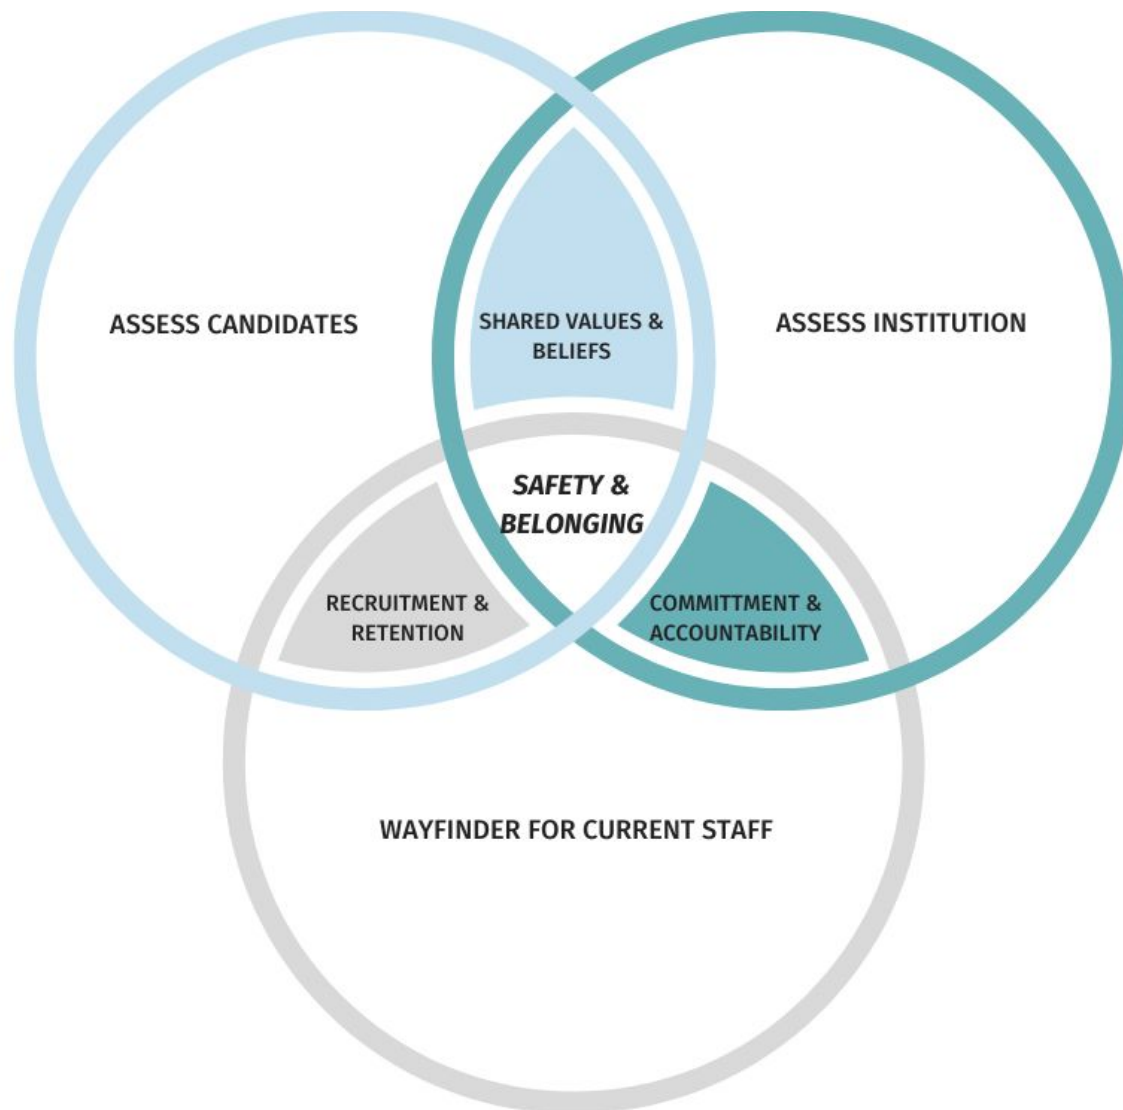 ASSESS CANDIDATES
SHARED VALUES &
BELIEFS
ASSESS INSTITUTION
SAFETY &
BELONGING
RECRUITMENT &
RETENTION
COMMITTMENT &
ACCOUNTABILITY
WAYFINDER FOR CURRENT STAFF